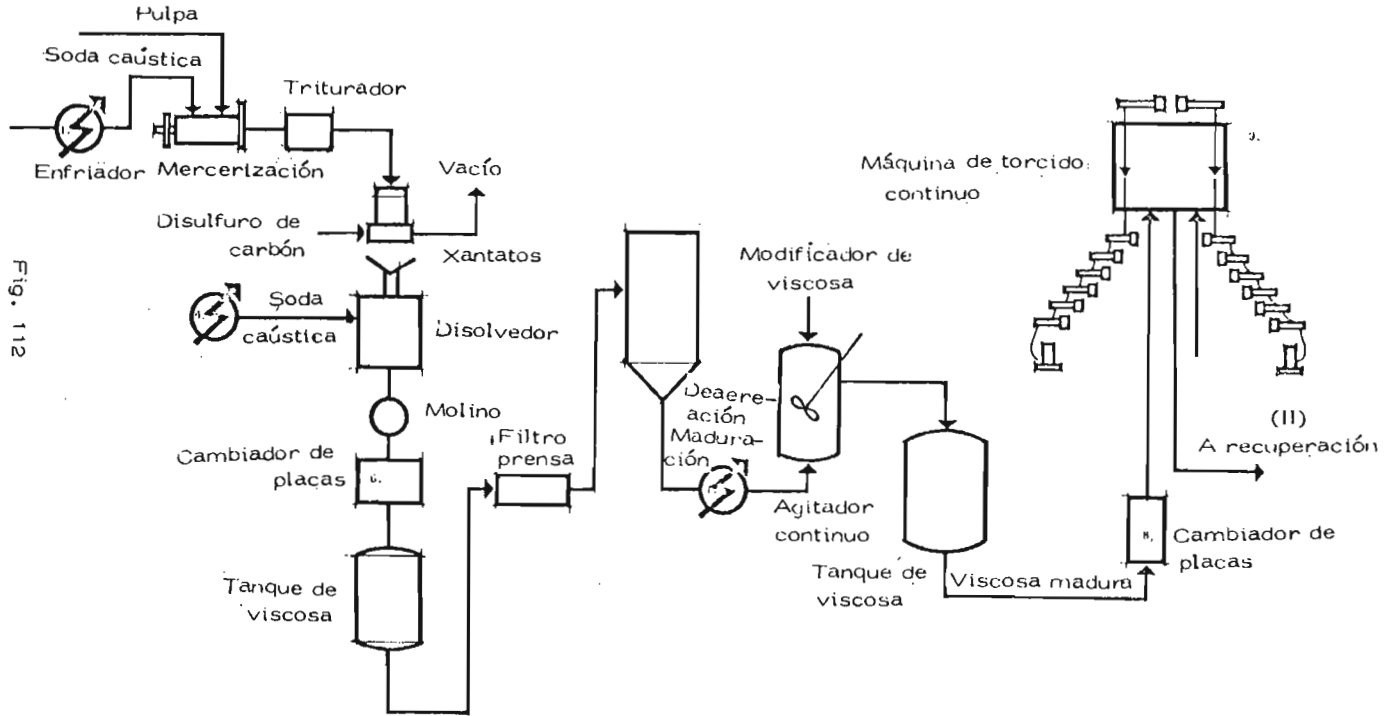 Pulpa
Soda caústica
Triturador
Enfriador
Mercerización
Vacío
Disulfuro de
carbón
Xantatos
Soda
caústica
Disolvedor
Molino
Cambiador de
placas
6.
Tanque de
viscosa
Filtro
prensa
Deaere-
ación
Madura-
ción
Modificador de
viscosa
Agitador
continuo
Tanque de
viscosa
Viscosa madura
8.
Cambiador de
placas
Máquina de torcido
continuo
(II)
A recuperación
Fig. 112